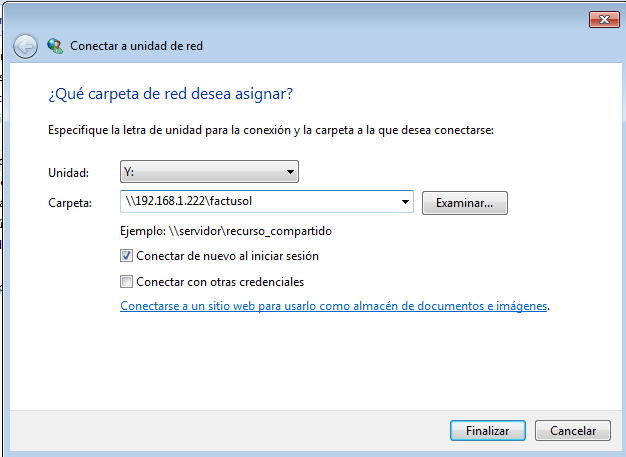 Conectar a unidad de red
¿Qué carpeta de red desea asignar?
Especifique la letra de unidad para la conexión y la carpeta a la que desea conectarse:
Unidad: Y:
Carpeta: \\192.168.1.222\factusol Examinar...
Ejemplo: \\servidor\recurso_compartido
Conectar de nuevo al iniciar sesión
Conectar con otras credenciales
Conectarse a un sitio web para usarlo como almacén de documentos e imágenes.
Finalizar Cancelar